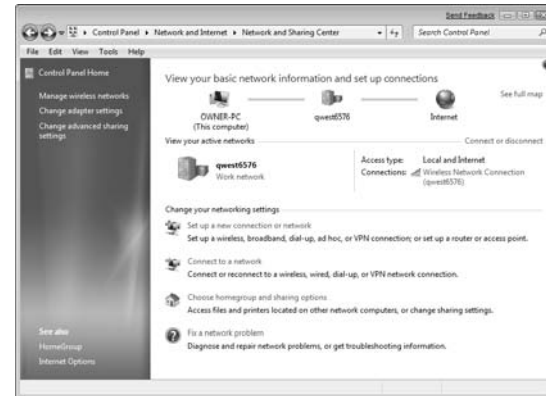 Send Feedback
Control Panel ▸ Network and Internet ▸ Network and Sharing Center
Search Control Panel
File Edit View Tools Help
Control Panel Home
Manage wireless networks
Change adapter settings
Change advanced sharing
settings
See also
HomeGroup
Internet Options
View your basic network information and set up connections
See full map
OWNER-PC
(This computer)
qwest6576
Internet
View your active networks
Connect or disconnect
qwest6576
Work network
Access type: Local and Internet
Connections: Wireless Network Connection
(qwest6576)
Change your networking settings
Set up a new connection or network
Set up a wireless, broadband, dial-up, ad hoc, or VPN connection; or set up a router or access point.
Connect to a network
Connect or reconnect to a wireless, wired, dial-up, or VPN network connection.
Choose homegroup and sharing options
Access files and printers located on other network computers, or change sharing settings.
Fix a network problem
Diagnose and repair network problems, or get troubleshooting information.